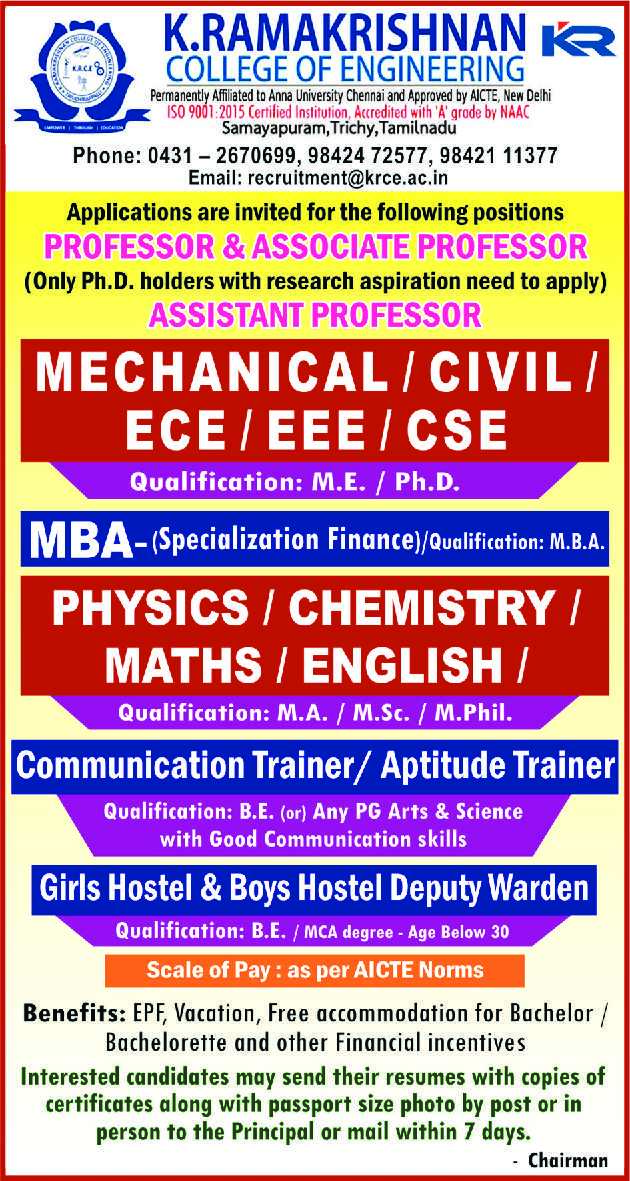 K.RAMAKRISHNAN
COLLEGE OF ENGINEERING
KR
K.R.C.E
Permanently Affiliated to Anna University Chennai and Approved by AICTE, New Delhi
ISO 9001:2015 Certified Institution, Accredited with 'A' grade by NAAC
Samayapuram,Trichy,Tamilnadu
Phone: 0431 – 2670699, 98424 72577, 98421 11377
Email: recruitment@krce.ac.in
Applications are invited for the following positions
PROFESSOR & ASSOCIATE PROFESSOR
(Only Ph.D. holders with research aspiration need to apply)
ASSISTANT PROFESSOR
MECHANICAL / CIVIL /
ECE / EEE / CSE
Qualification: M.E. / Ph.D.
MBA-(Specialization Finance)/Qualification: M.B.A.
PHYSICS / CHEMISTRY /
MATHS / ENGLISH /
Qualification: M.A. / M.Sc. / M.Phil.
Communication Trainer/ Aptitude Trainer
Qualification: B.E. (or) Any PG Arts & Science
with Good Communication skills
Girls Hostel & Boys Hostel Deputy Warden
Qualification: B.E. / MCA degree - Age Below 30
Scale of Pay : as per AICTE Norms
Benefits: EPF, Vacation, Free accommodation for Bachelor /
Bachelorette and other Financial incentives
Interested candidates may send their resumes with copies of
certificates along with passport size photo by post or in
person to the Principal or mail within 7 days.
- Chairman